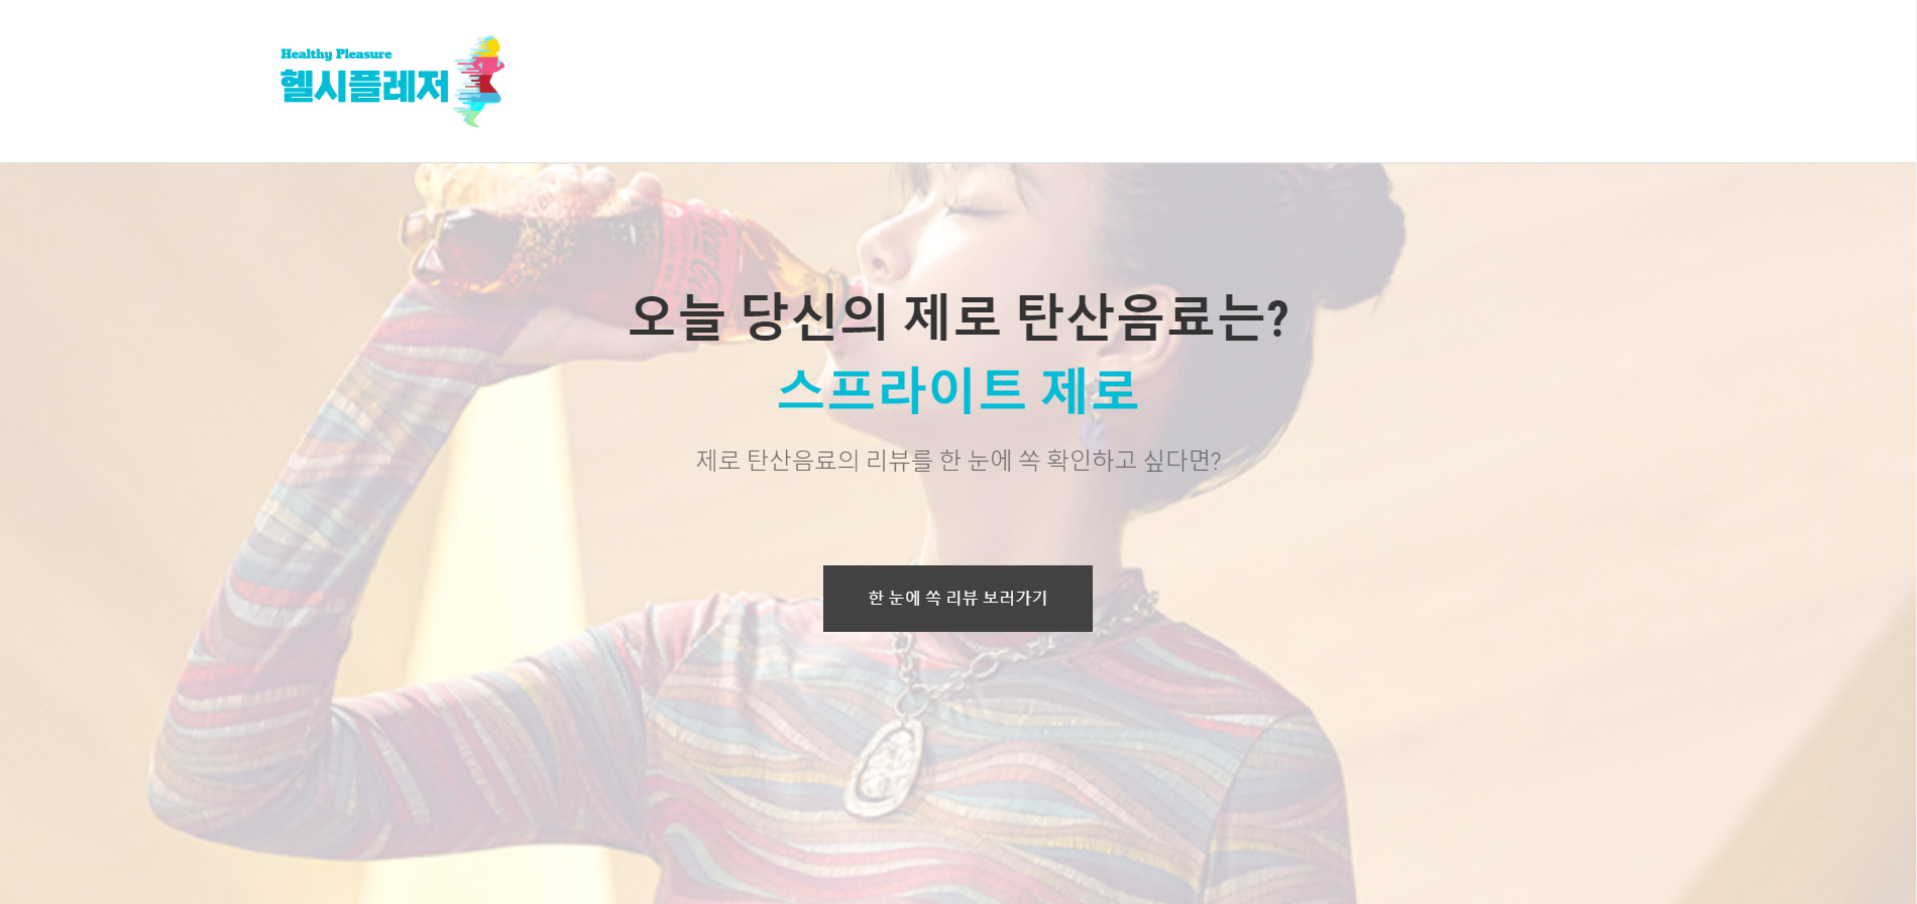 Healthy Pleasure
헬시플레저
오늘 당신의 제로 탄산음료는?
스프라이트 제로
제로 탄산음료의 리뷰를 한 눈에 쏙 확인하고 싶다면?
한 눈에 쏙 리뷰 보러가기